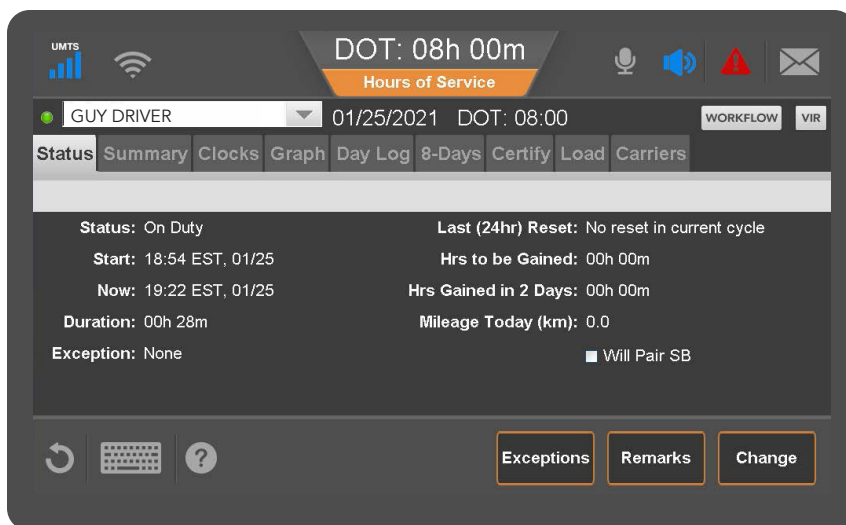 UMTS
DOT: 08h 00m
Hours of Service
GUY DRIVER 01/25/2021 DOT: 08:00 WORKFLOW VIR
Status Summary Clocks Graph Day Log 8-Days Certify Load Carriers
Status: On Duty
Start: 18:54 EST, 01/25
Now: 19:22 EST, 01/25
Duration: 00h 28m
Exception: None
Last (24hr) Reset: No reset in current cycle
Hrs to be Gained: 00h 00m
Hrs Gained in 2 Days: 00h 00m
Mileage Today (km): 0.0
Will Pair SB
? Exceptions Remarks Change